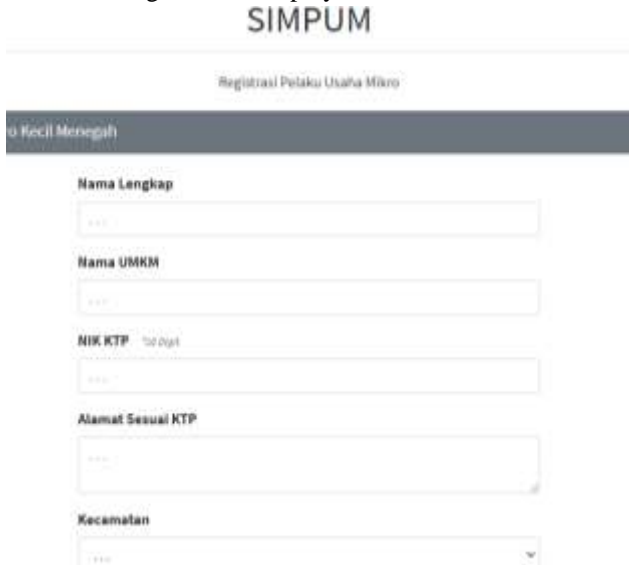 SIMPUM
Registrasi Pelaku Usaha Mikro
o Kecil Menegah
Nama Lengkap
...
Nama UMKM
...
NIK KTP
...
Alamat Sesuai KTP
...
Kecamatan
...